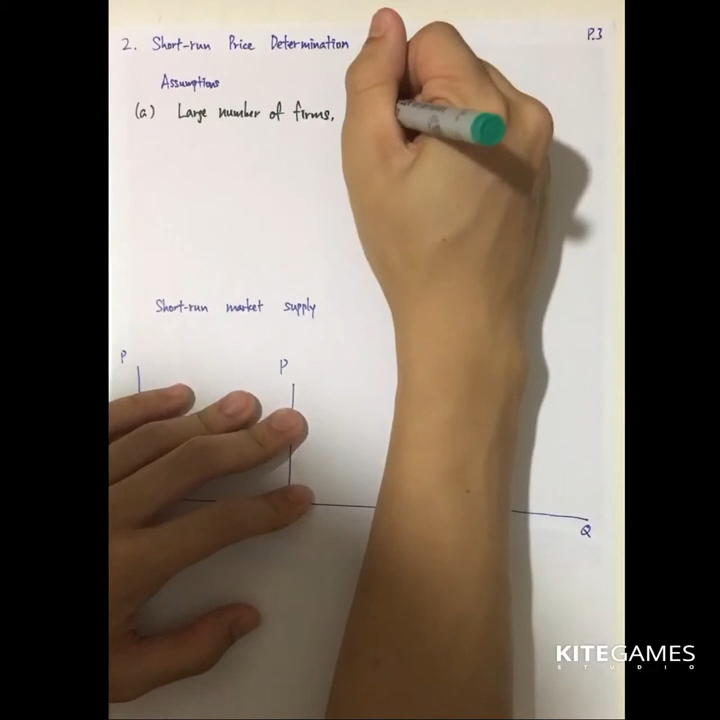 P.3
2. Short-run Price Determination
Assumptions
(a) Large number of firms,
Short-run market supply
P
P
Q
KITEGAMES
STUDIO